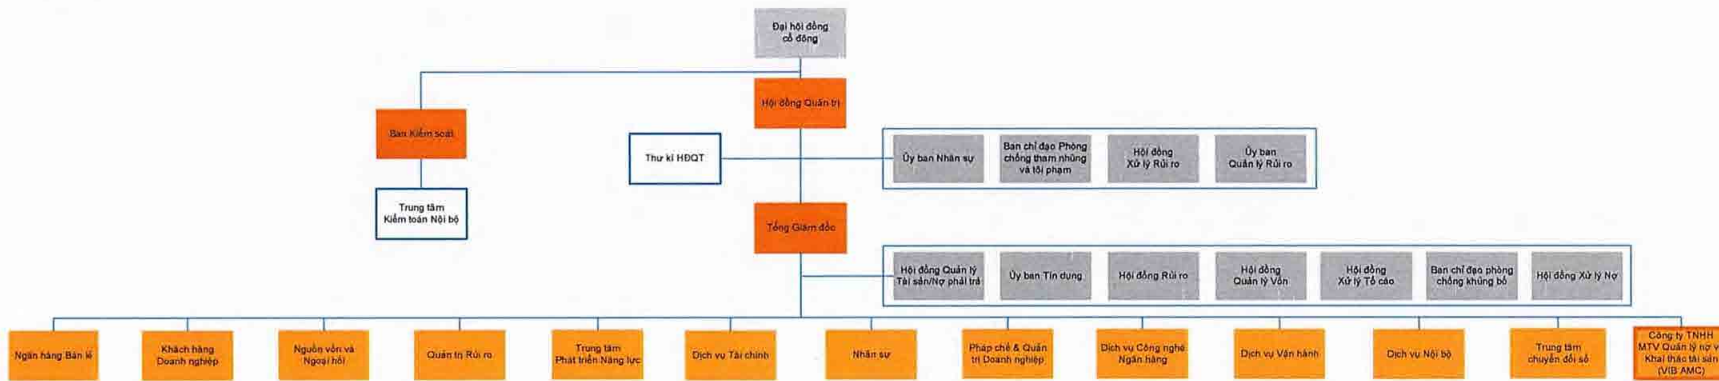 Đại hội đồng
cổ đông
Hội đồng Quản trị
Ban Kiểm soát
Thư kí HĐQT
Ủy ban Nhân sự
Ban chỉ đạo Phòng
chống tham nhũng
và tội phạm
Hội đồng
Xử lý Rủi ro
Ủy ban
Quản lý Rủi ro
Trung tâm
Kiểm toán Nội bộ
Tổng Giám đốc
Hội đồng Quản lý
Tài sản/Nợ phải trả
Ủy ban Tín dụng
Hội đồng Rủi ro
Hội đồng
Quản lý Vốn
Hội đồng
Xử lý Tố cáo
Ban chỉ đạo phòng
chống khủng bố
Hội đồng Xử lý Nợ
Ngân hàng Bán lẻ
Khách hàng
Doanh nghiệp
Nguồn vốn và
Ngoại hối
Quản trị Rủi ro
Trung tâm
Phát triển Năng lực
Dịch vụ Tài chính
Nhân sự
Pháp chế & Quản
trị Doanh nghiệp
Dịch vụ Công nghệ
Ngân hàng
Dịch vụ Vận hành
Dịch vụ Nội bộ
Trung tâm
chuyển đổi số
Công ty TNHH
MTV Quản lý nợ v
Khai thác tài sản
(VIB AMC)